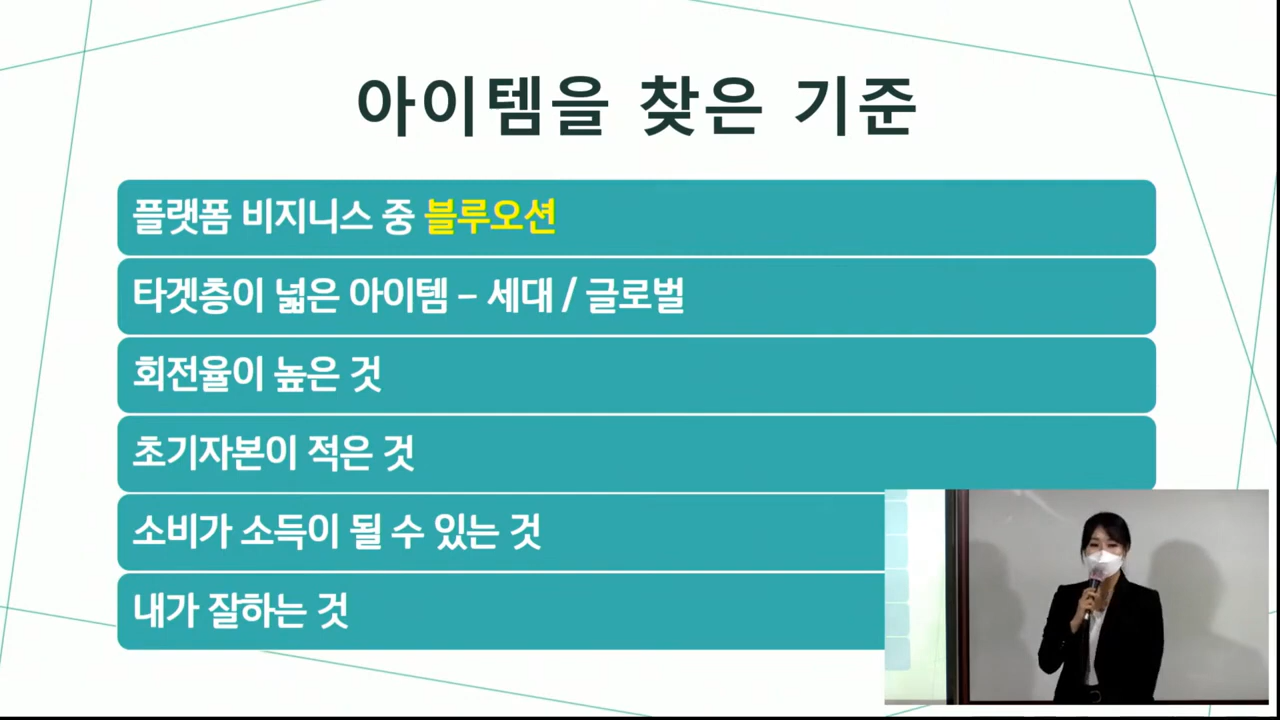 아이템을 찾은 기준
플랫폼 비지니스 중 블루오션
타겟층이 넓은 아이템 – 세대 / 글로벌
회전율이 높은 것
초기자본이 적은 것
소비가 소득이 될 수 있는 것
내가 잘하는 것